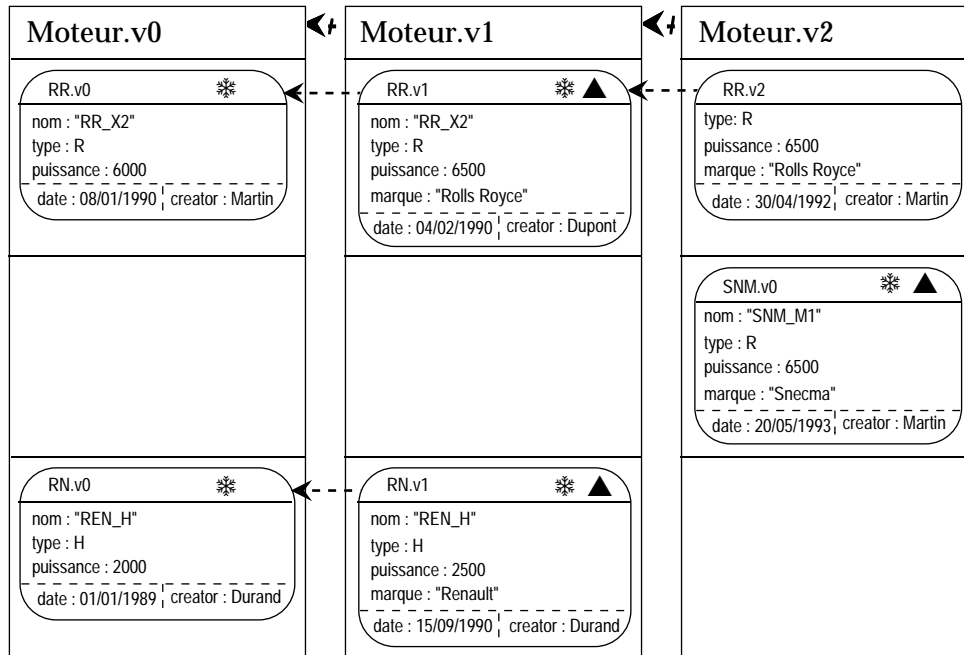 Moteur.v0
Moteur.v1
Moteur.v2
RR.v0
nom : "RR_X2"
type : R
puissance : 6000
date : 08/01/1990
creator : Martin
RR.v1
nom : "RR_X2"
type : R
puissance : 6500
marque : "Rolls Royce"
date : 04/02/1990
creator : Dupont
RR.v2
type: R
puissance : 6500
marque : "Rolls Royce"
date : 30/04/1992
creator : Martin
SNM.v0
nom : "SNM_M1"
type : R
puissance : 6500
marque : "Snecma"
date : 20/05/1993
creator : Martin
RN.v0
nom : "REN_H"
type : H
puissance : 2000
date : 01/01/1989
creator : Durand
RN.v1
nom : "REN_H"
type : H
puissance : 2500
marque : "Renault"
date : 15/09/1990
creator : Durand